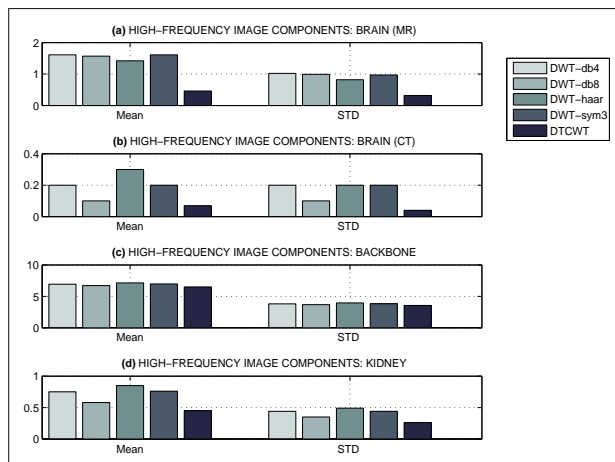 (a) HIGH−FREQUENCY IMAGE COMPONENTS: BRAIN (MR)
2
1
0
Mean
STD
DWT−db4
DWT−db8
DWT−haar
DWT−sym3
DTCWT
(b) HIGH−FREQUENCY IMAGE COMPONENTS: BRAIN (CT)
0.4
0.2
0
Mean
STD
(c) HIGH−FREQUENCY IMAGE COMPONENTS: BACKBONE
10
5
0
Mean
STD
(d) HIGH−FREQUENCY IMAGE COMPONENTS: KIDNEY
1
0.5
0
Mean
STD